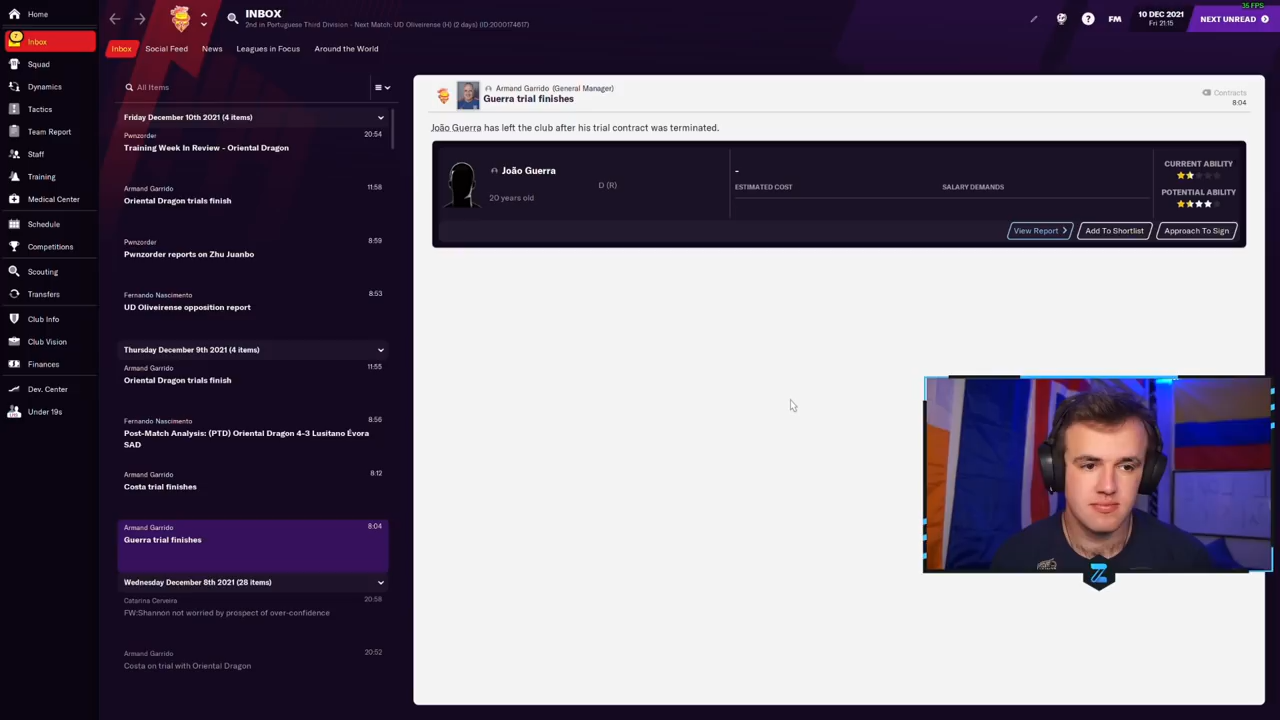 35 FPS
Home
INBOX
2nd in Portuguese Third Division - Next Match: UD Oliveirense (H) (2 days) (ID:2000174617)
FM
10 DEC 2021
Fri 21:15
NEXT UNREAD
7
Inbox
Inbox
Social Feed
News
Leagues in Focus
Around the World
Squad
Dynamics
Tactics
Team Report
Staff
Training
Medical Center
Schedule
Competitions
Scouting
Transfers
Club Info
Club Vision
Finances
Dev. Center
Under 19s
All Items
Friday December 10th 2021 (4 items)
Pwnzorder 20:54
Training Week In Review - Oriental Dragon
Armand Garrido 11:58
Oriental Dragon trials finish
Pwnzorder 8:59
Pwnzorder reports on Zhu Juanbo
Fernando Nascimento 8:53
UD Oliveirense opposition report
Thursday December 9th 2021 (4 items)
Armand Garrido 11:55
Oriental Dragon trials finish
Fernando Nascimento 8:56
Post-Match Analysis: (PTD) Oriental Dragon 4-3 Lusitano Évora
SAD
Armand Garrido 8:12
Costa trial finishes
Armand Garrido 8:04
Guerra trial finishes
Wednesday December 8th 2021 (28 items)
Catarina Cerveira 20:58
FW:Shannon not worried by prospect of over-confidence
Armand Garrido 20:52
Costa on trial with Oriental Dragon
Armand Garrido (General Manager)
Guerra trial finishes
Contracts
8:04
João Guerra has left the club after his trial contract was terminated.
João Guerra
20 years old
D (R)
-
ESTIMATED COST
SALARY DEMANDS
CURRENT ABILITY
POTENTIAL ABILITY
View Report
Add To Shortlist
Approach To Sign